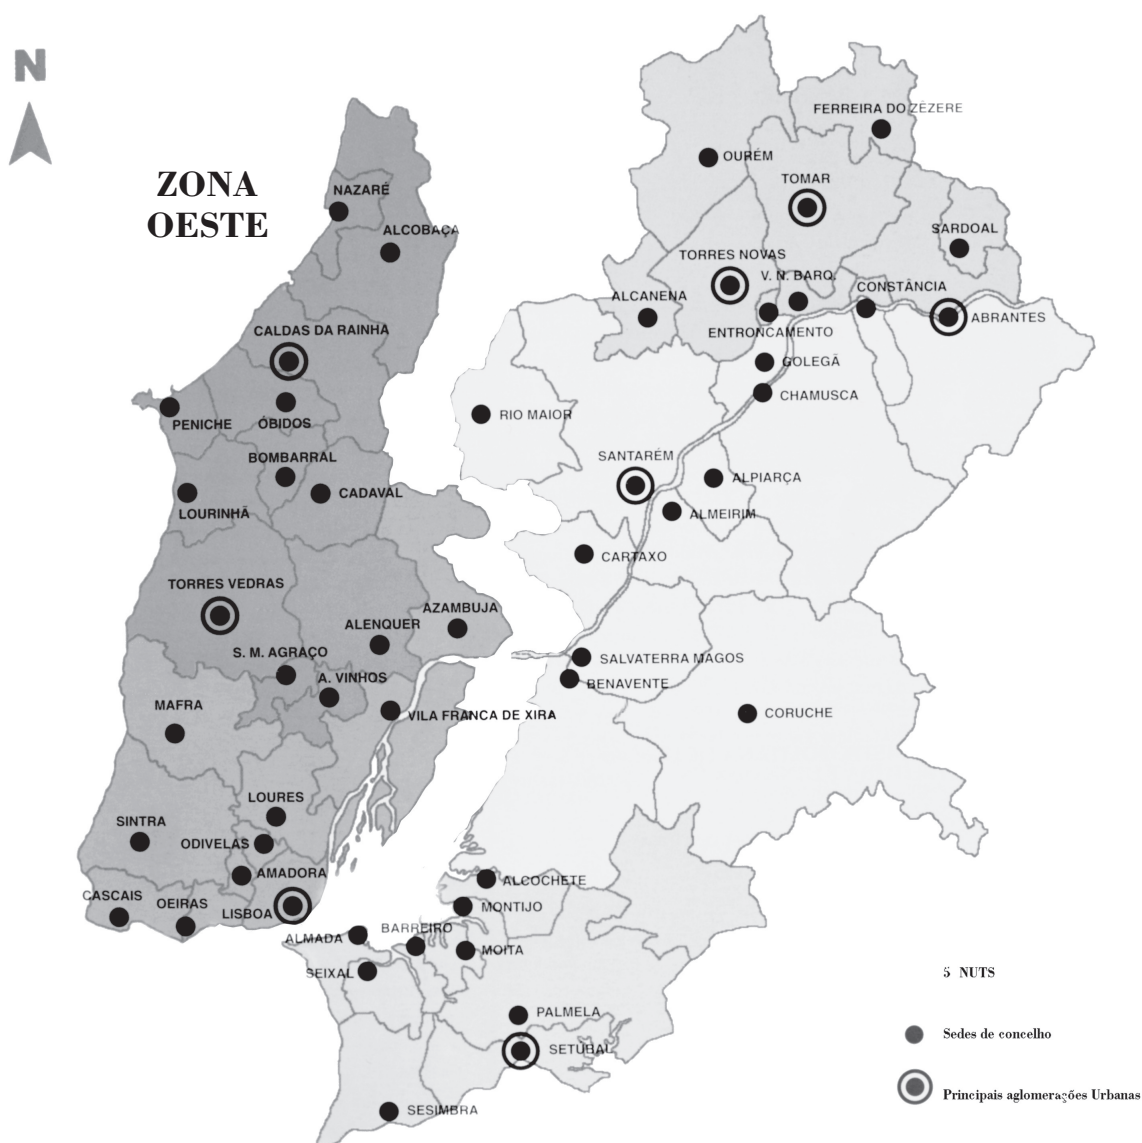 N
ZONA
OESTE
FERREIRA DO ZÊZERE
OURÉM
TOMAR
NAZARÉ
ALCOBAÇA
SARDOAL
TORRES NOVAS
V. N. BARQ.
CONSTÂNCIA
ALCANENA
ABRANTES
ENTRONCAMENTO
CALDAS DA RAINHA
GOLEGÃ
CHAMUSCA
PENICHE
ÓBIDOS
RIO MAIOR
BOMBARRAL
SANTARÉM
CADAVAL
ALPIARÇA
LOURINHÃ
ALMEIRIM
CARTAXO
TORRES VEDRAS
AZAMBUJA
ALENQUER
S. M. AGRAÇO
SALVATERRA MAGOS
A. VINHOS
BENAVENTE
MAFRA
VILA FRANCA DE XIRA
CORUCHE
LOURES
SINTRA
ODIVELAS
AMADORA
ALCOCHETE
CASCAIS
OEIRAS
LISBOA
MONTIJO
BARREIRO
ALMADA
MOITA
SEIXAL
5 NUTS
PALMELA
Sedes de concelho
SETÚBAL
Principais aglomerações Urbanas
SESIMBRA